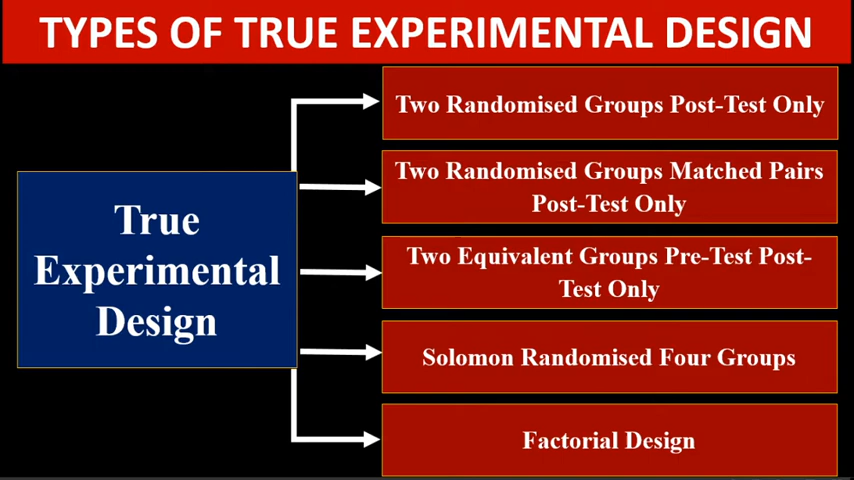 TYPES OF TRUE EXPERIMENTAL DESIGN
True
Experimental
Design
Two Randomised Groups Post-Test Only
Two Randomised Groups Matched Pairs
Post-Test Only
Two Equivalent Groups Pre-Test Post-
Test Only
Solomon Randomised Four Groups
Factorial Design